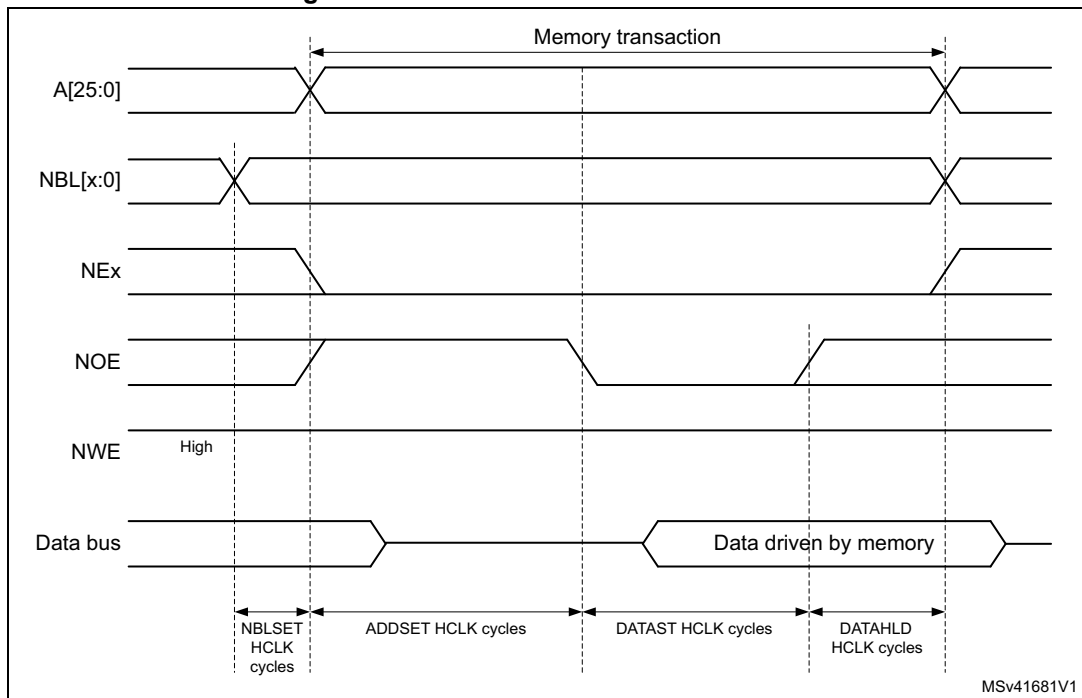 Memory transaction
A[25:0]
NBL[x:0]
NEx
NOE
NWE
High
Data bus
Data driven by memory
NBLSET
HCLK
cycles
ADDSET HCLK cycles
DATAST HCLK cycles
DATAHLD
HCLK cycles
MSv41681V1